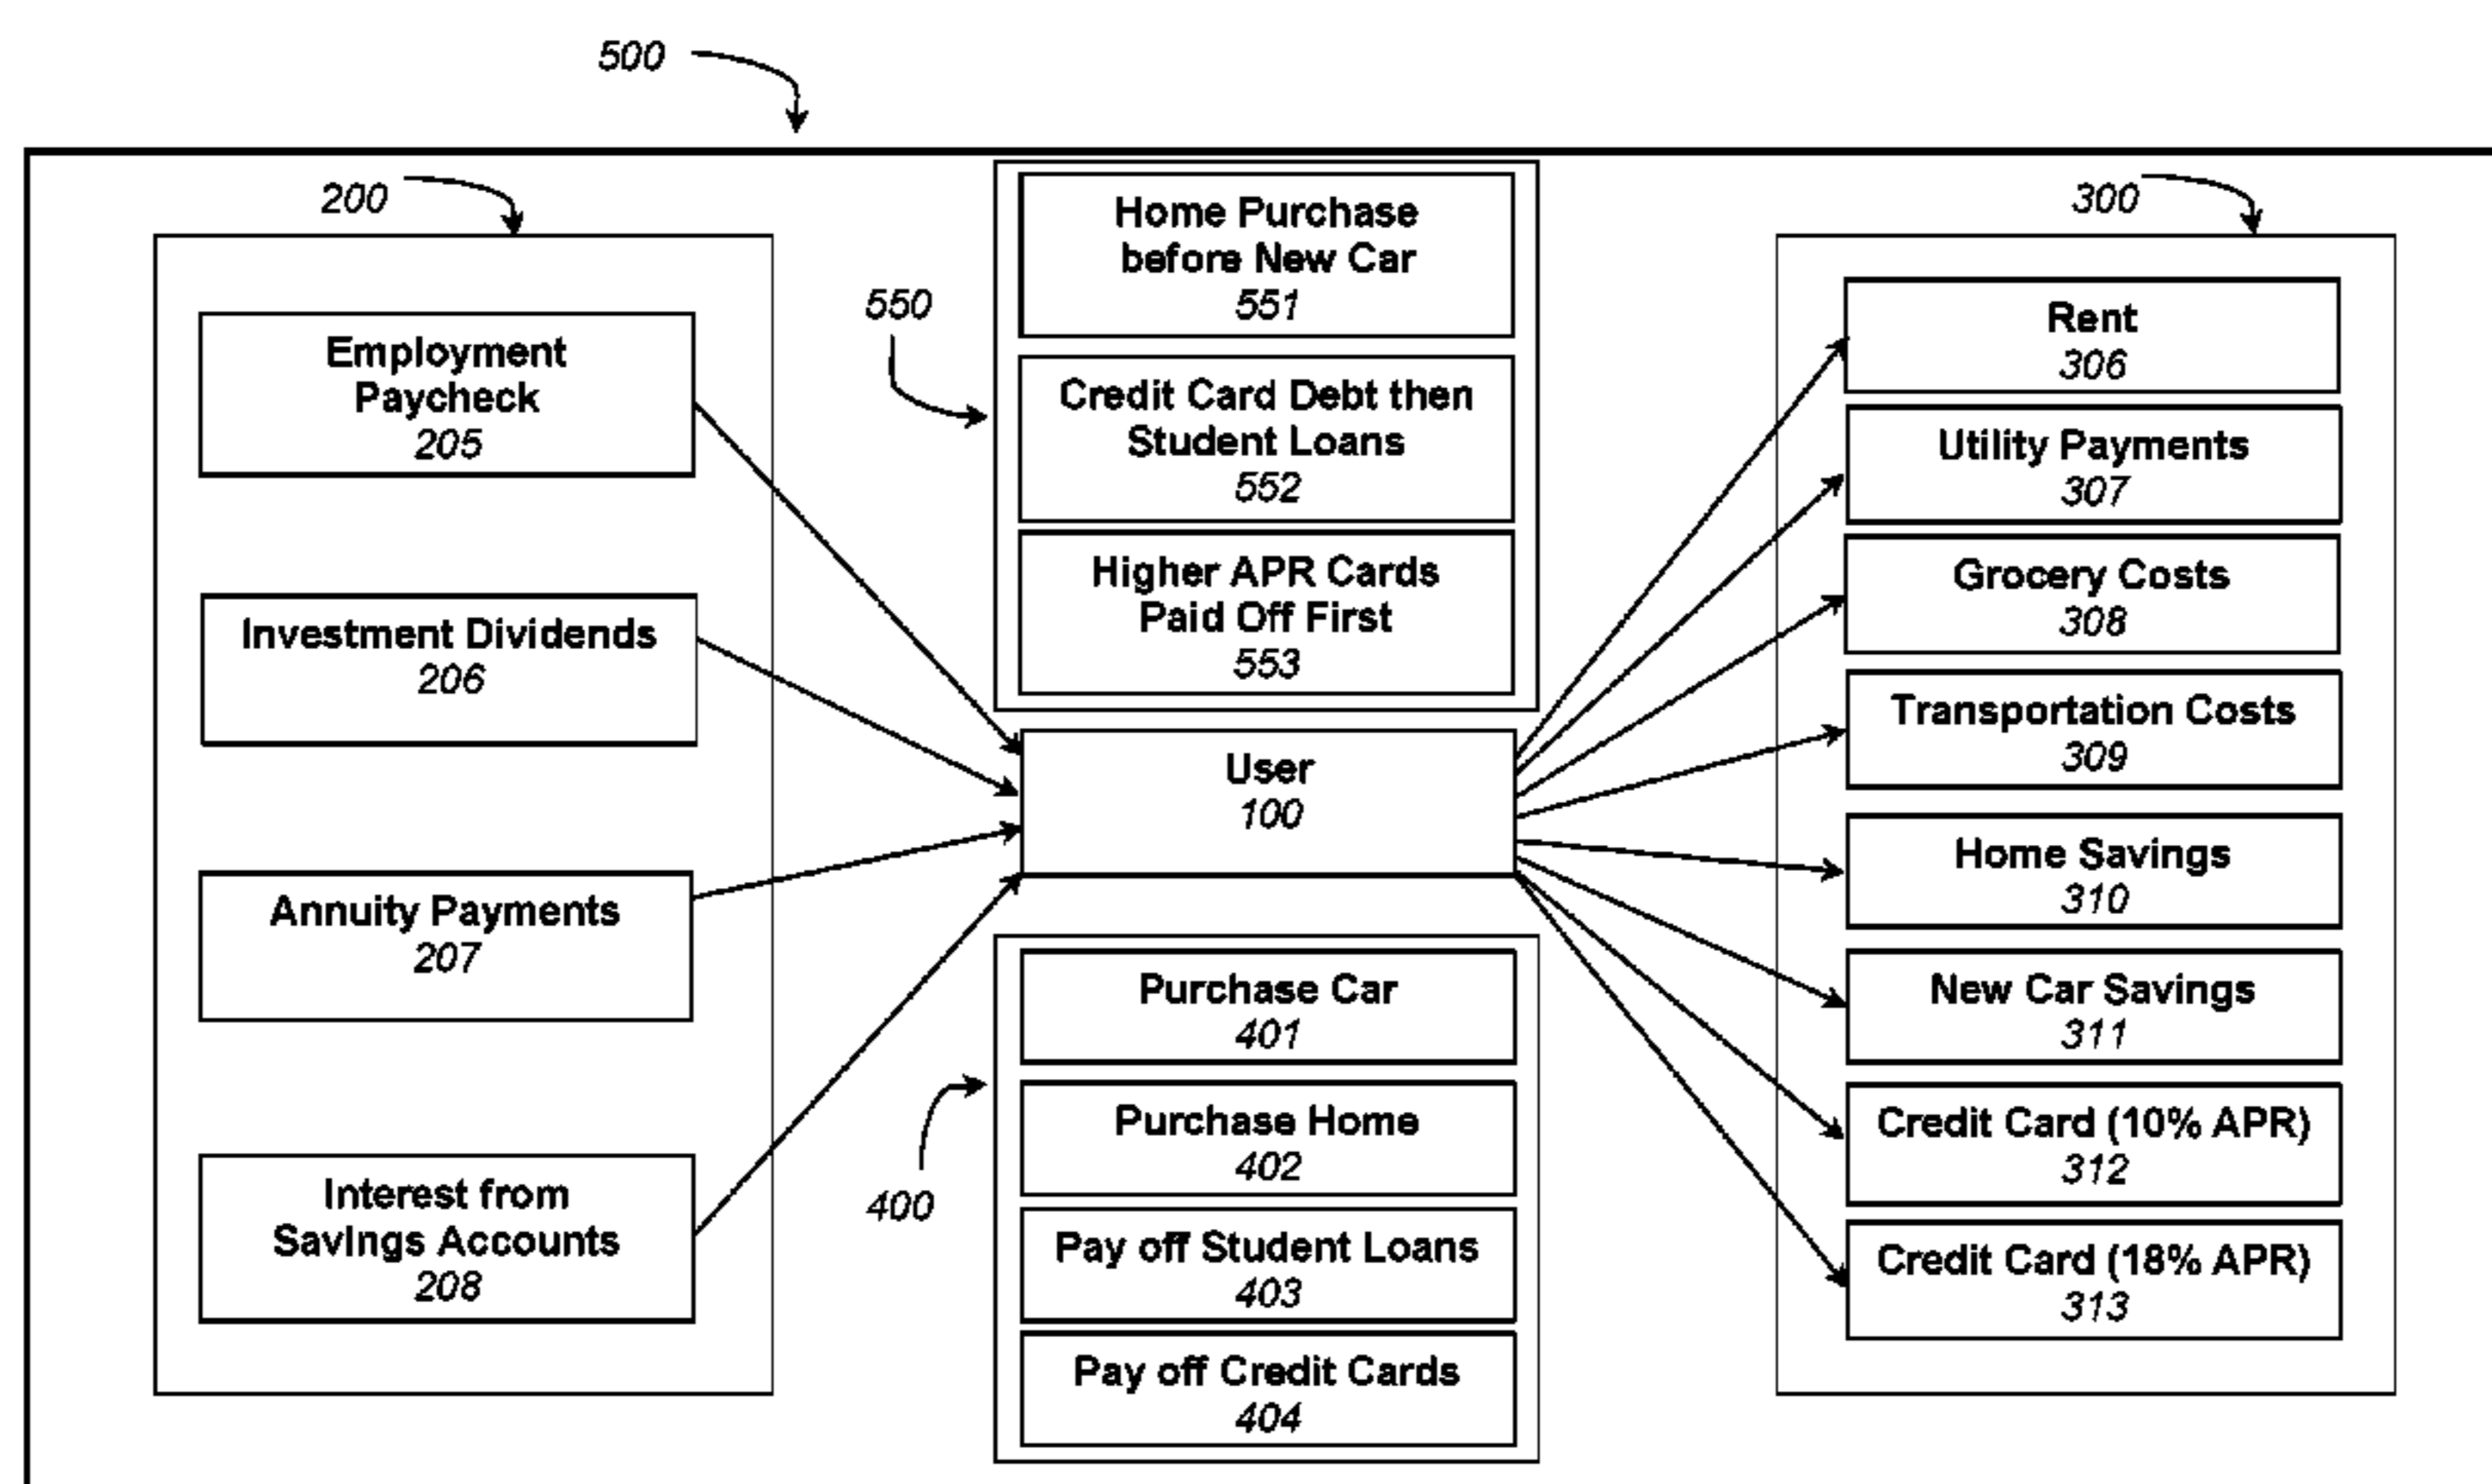 500
200
Employment
Paycheck
205
Investment Dividends
206
Annuity Payments
207
Interest from
Savings Accounts
208
550
Home Purchase
before New Car
551
Credit Card Debt then
Student Loans
552
Higher APR Cards
Paid Off First
553
User
100
400
Purchase Car
401
Purchase Home
402
Pay off Student Loans
403
Pay off Credit Cards
404
300
Rent
306
Utility Payments
307
Grocery Costs
308
Transportation Costs
309
Home Savings
310
New Car Savings
311
Credit Card (10% APR)
312
Credit Card (18% APR)
313